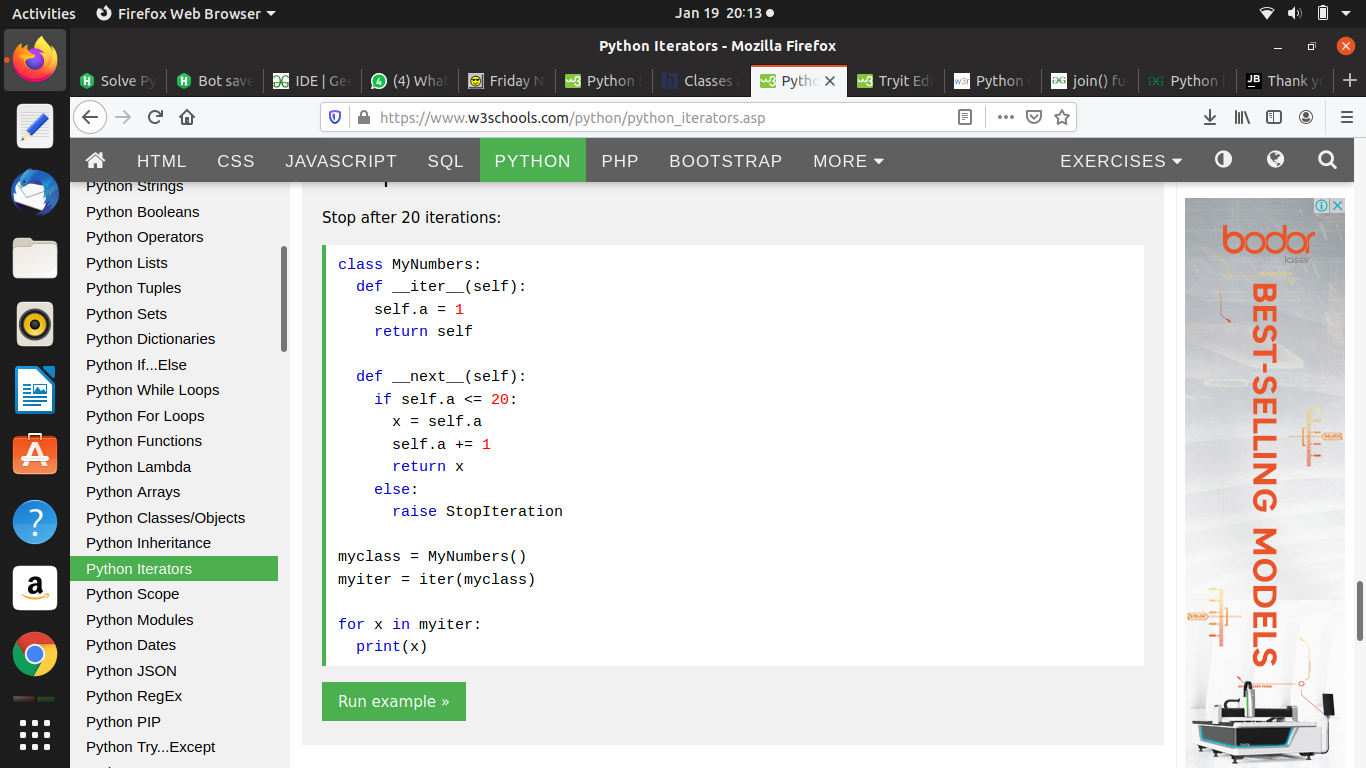 Activities Firefox Web Browser Jan 19 20:13
Python Iterators - Mozilla Firefox
Solve Py Bot save IDE | Ge (4) What Friday N Python Classes Pytho Tryit Edi Python join() fu Python | Thank yo
https://www.w3schools.com/python/python_iterators.asp
HTML CSS JAVASCRIPT SQL PYTHON PHP BOOTSTRAP MORE EXERCISES
Python Strings
Python Booleans
Python Operators
Python Lists
Python Tuples
Python Sets
Python Dictionaries
Python If...Else
Python While Loops
Python For Loops
Python Functions
Python Lambda
Python Arrays
Python Classes/Objects
Python Inheritance
Python Iterators
Python Scope
Python Modules
Python Dates
Python JSON
Python RegEx
Python PIP
Python Try...Except
Stop after 20 iterations:
class MyNumbers:
  def __iter__(self):
    self.a = 1
    return self

  def __next__(self):
    if self.a <= 20:
      x = self.a
      self.a += 1
      return x
    else:
      raise StopIteration

myclass = MyNumbers()
myiter = iter(myclass)

for x in myiter:
  print(x)
Run example »
bodor
laser
BEST-SELLING MODELS